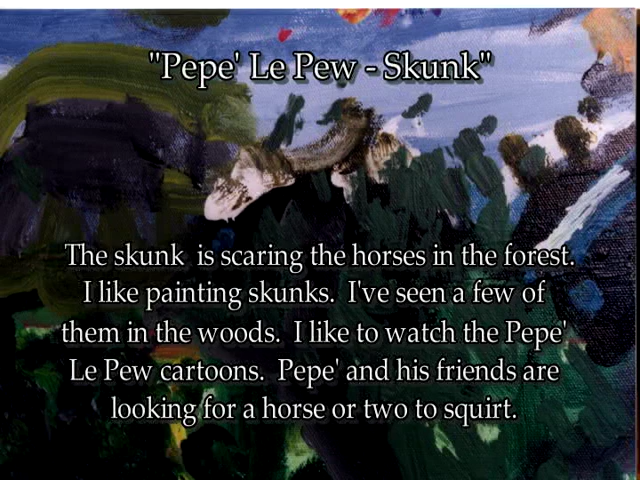 "Pepe' Le Pew - Skunk"
The skunk is scaring the horses in the forest.
I like painting skunks. I've seen a few of
them in the woods. I like to watch the Pepe'
Le Pew cartoons. Pepe' and his friends are
looking for a horse or two to squirt.